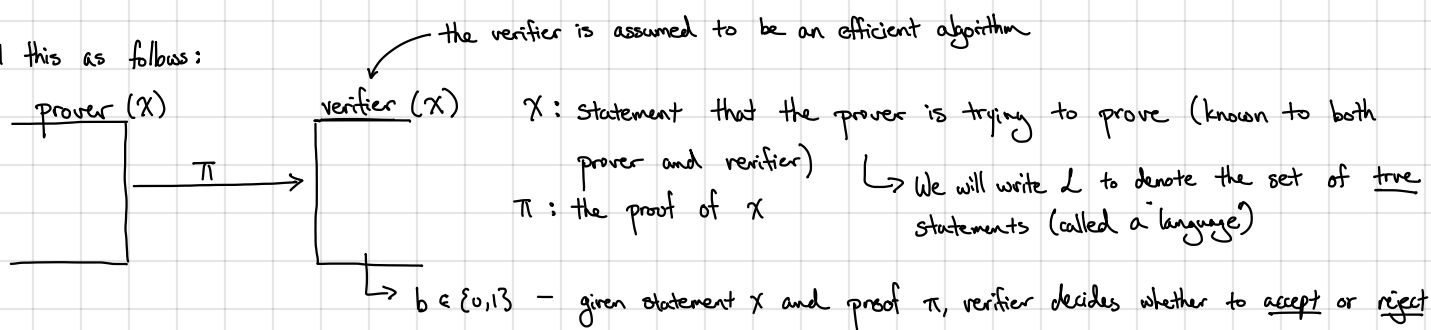 the verifier is assumed to be an efficient algorithm
this as follows:
prover (X)
verifier (X)
X : statement that the prover is trying to prove (known to both
prover and verifier)
π
↳ We will write L to denote the set of true
π : the proof of X
statements (called a "language")
↳ b ∈ {0,1} - given statement X and proof π, verifier decides whether to accept or reject